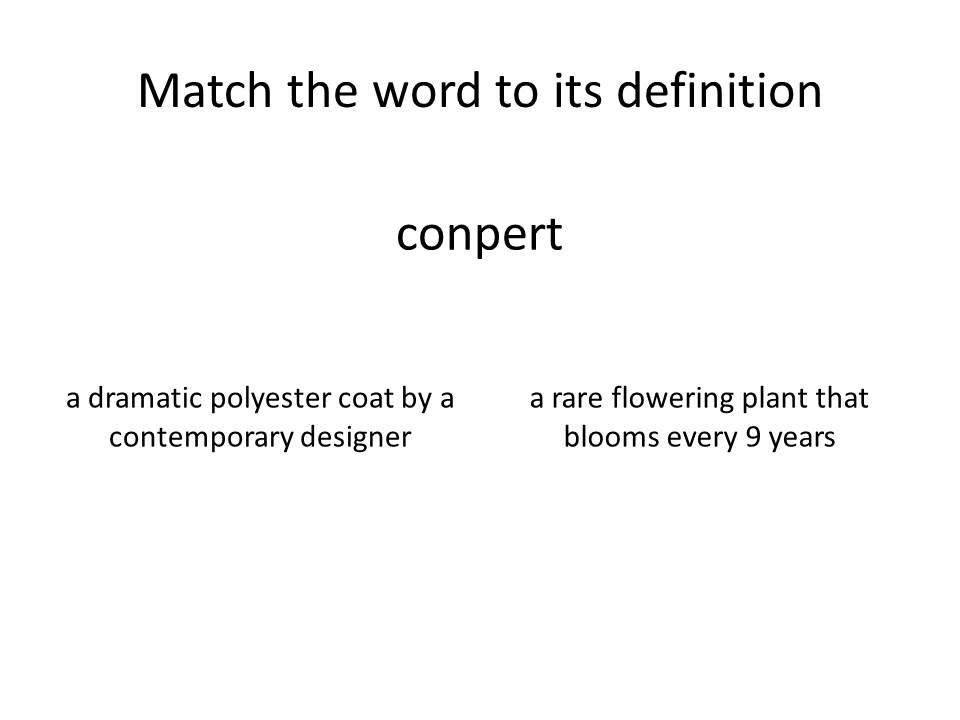 Match the word to its definition
conpert
a dramatic polyester coat by a
contemporary designer
a rare flowering plant that
blooms every 9 years